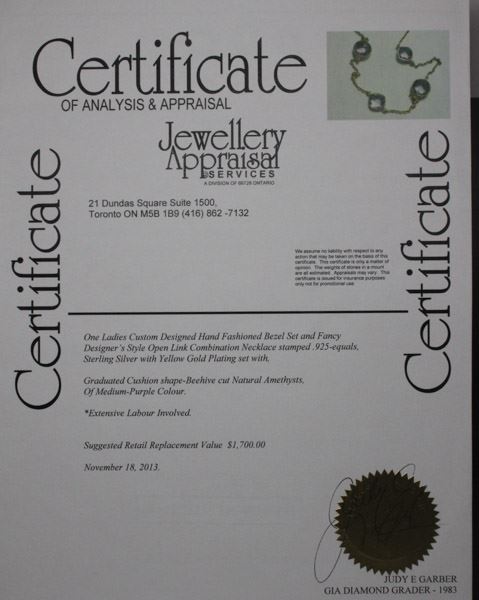 Certificate
OF ANALYSIS & APPRAISAL
Jewellery
Appraisal
SERVICES
A DIVISION OF 66728 ONTARIO
21 Dundas Square Suite 1500,
Toronto ON M5B 1B9 (416) 862 -7132
Certificate
Certificate
We assume no liability with respect to any
action that may be taken on the basis of this
certificate. This certificate is only a matter of
opinion. The weights of stones in a mount
are all estimated. Appraisals may vary. This
certificate is issued for insurance purposes
only not for promotional use.
One Ladies Custom Designed Hand Fashioned Bezel Set and Fancy
Designer's Style Open Link Combination Necklace stamped .925-equals,
Sterling Silver with Yellow Gold Plating set with.
Graduated Cushion shape-Beehive cut Natural Amethysts,
Of Medium-Purple Colour.
*Extensive Labour Involved.
Suggested Retail Replacement Value $1,700.00
November 18, 2013.
JUDY E GARBER
GIA DIAMOND GRADER - 1983